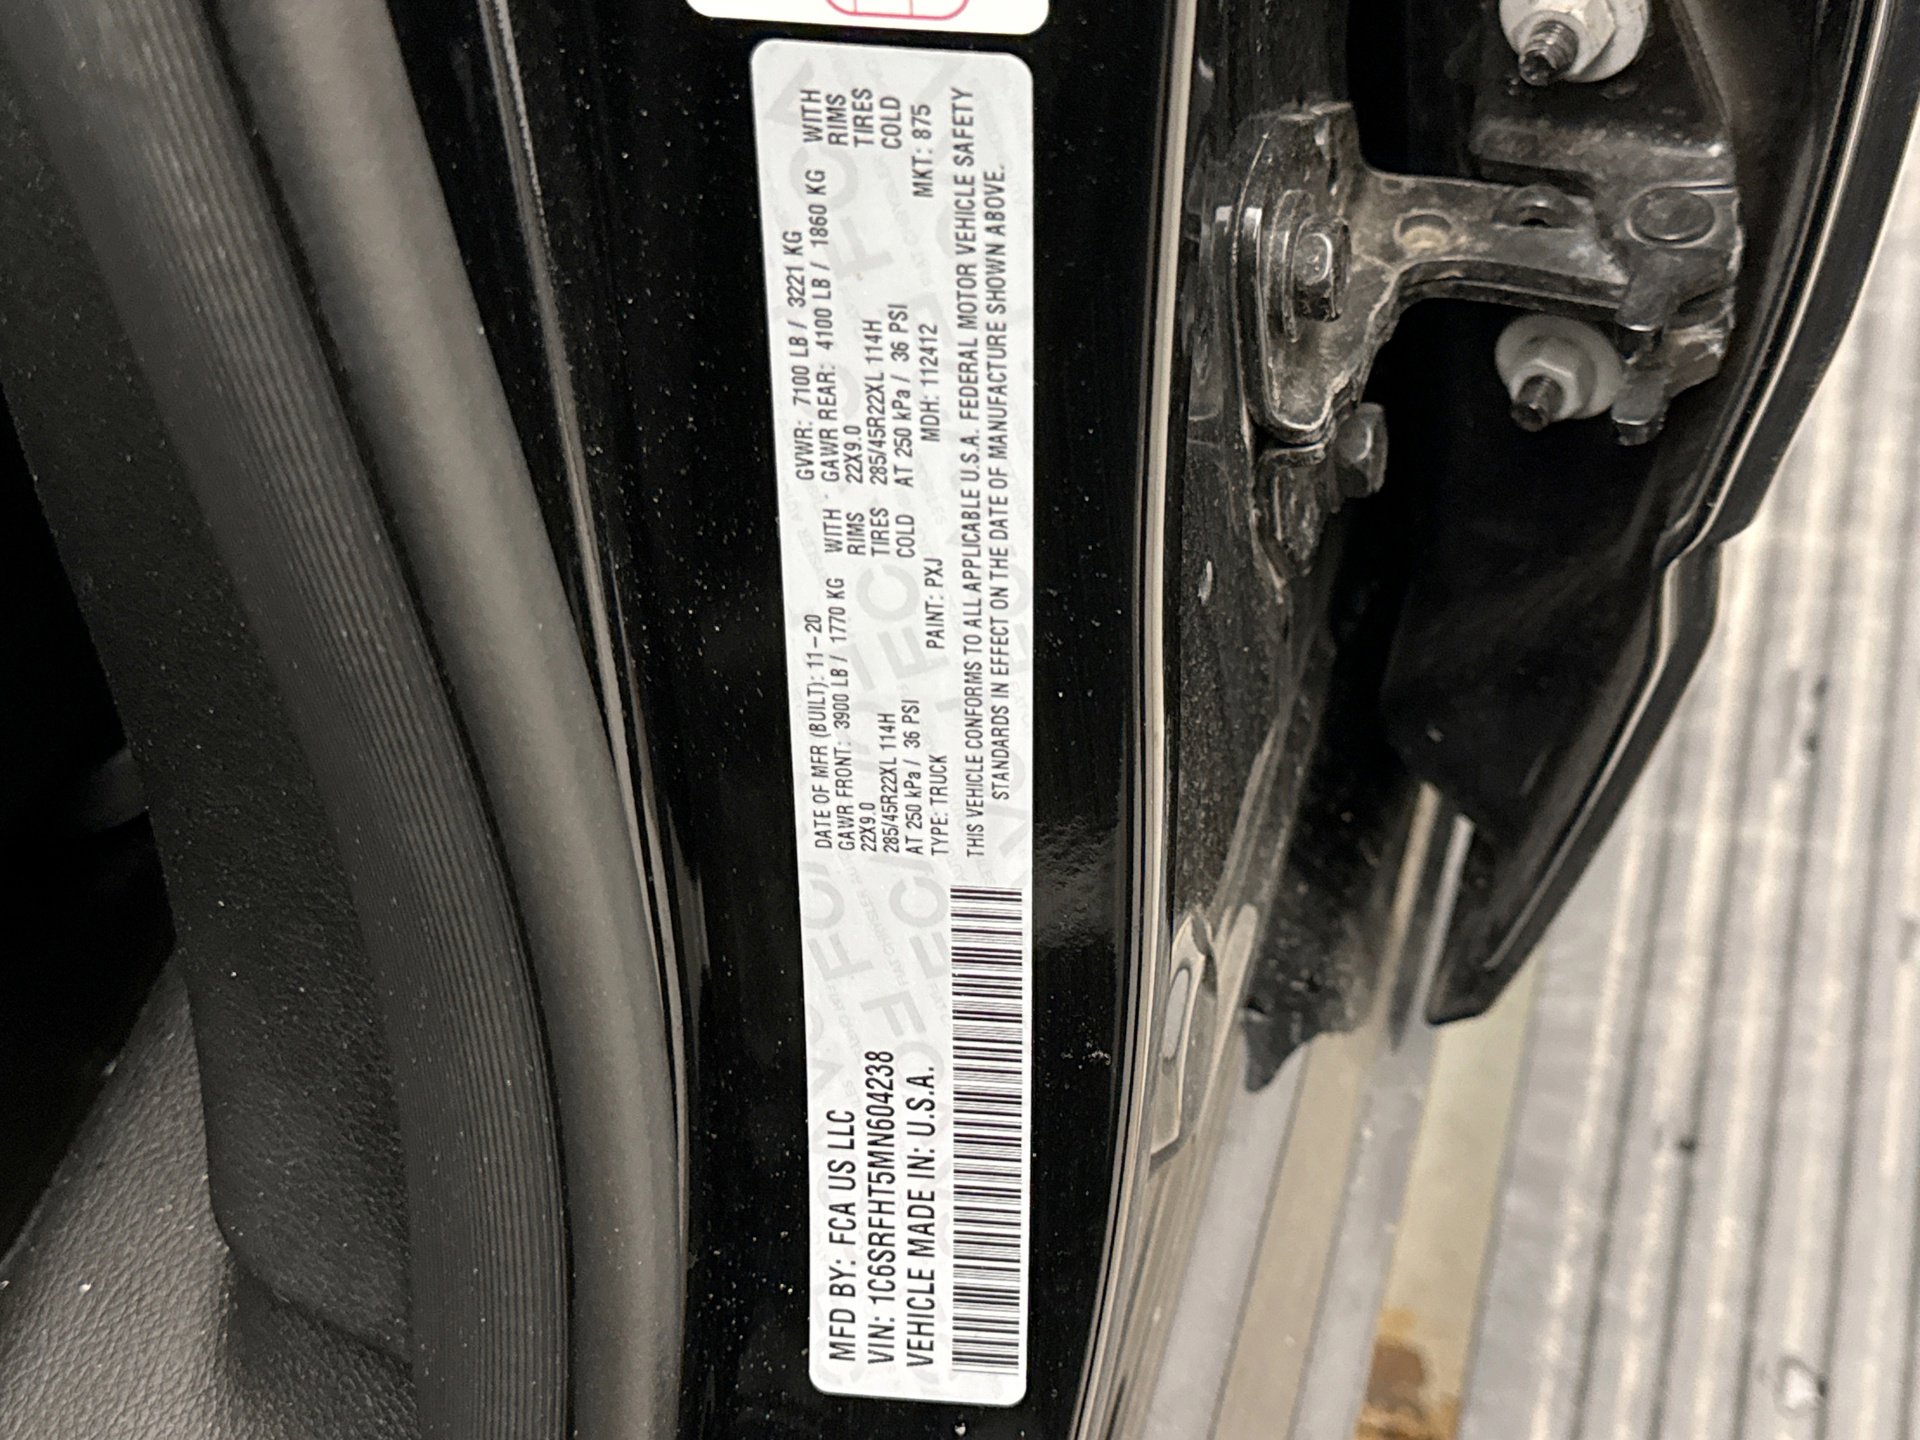 MFD BY: FCA US LLC
VIN: 1C6SRFHT5MN604238
VEHICLE MADE IN: U.S.A.
DATE OF MFR (BUILT): 11-20 GVWR: 7100 LB / 3221 KG
GAWR FRONT: 3900 LB / 1770 KG WITH - GAWR REAR: 4100 LB / 1860 KG WITH
22X9.0 RIMS 22X9.0 RIMS
285/45R22XL 114H TIRES 285/45R22XL 114H TIRES
AT 250 kPa / 36 PSI COLD AT 250 kPa / 36 PSI COLD
TYPE: TRUCK PAINT: PXJ MDH: 112412 MKT: 875
THIS VEHICLE CONFORMS TO ALL APPLICABLE U.S.A. FEDERAL MOTOR VEHICLE SAFETY
STANDARDS IN EFFECT ON THE DATE OF MANUFACTURE SHOWN ABOVE.